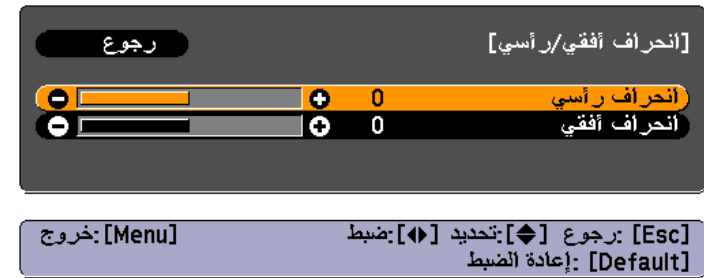 [انحراف أفقي/رأسي] رجوع
انحراف رأسي 0
انحراف أفقي 0
[Esc] :رجوع [◆]:تحديد [◀▶]:ضبط [Menu]:خروج
[Default] :إعادة الضبط